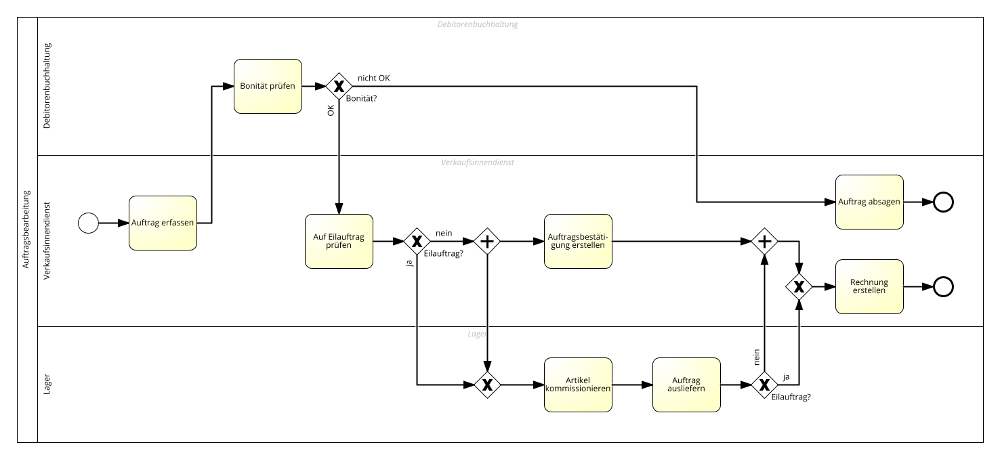 Auftragsbearbeitung
Debitorenbuchhaltung
Debitorenbuchhaltung
Bonität prüfen
nicht OK
Bonität?
OK
Verkaufsinnendienst
Verkaufsinnendienst
Auftrag erfassen
Auf Eilauftrag
prüfen
nein
Eilauftrag?
ja
Auftragsbestäti-
gung erstellen
Auftrag absagen
Rechnung
erstellen
Lager
Lager
Artikel
kommissionieren
Auftrag
ausliefern
nein
ja
Eilauftrag?